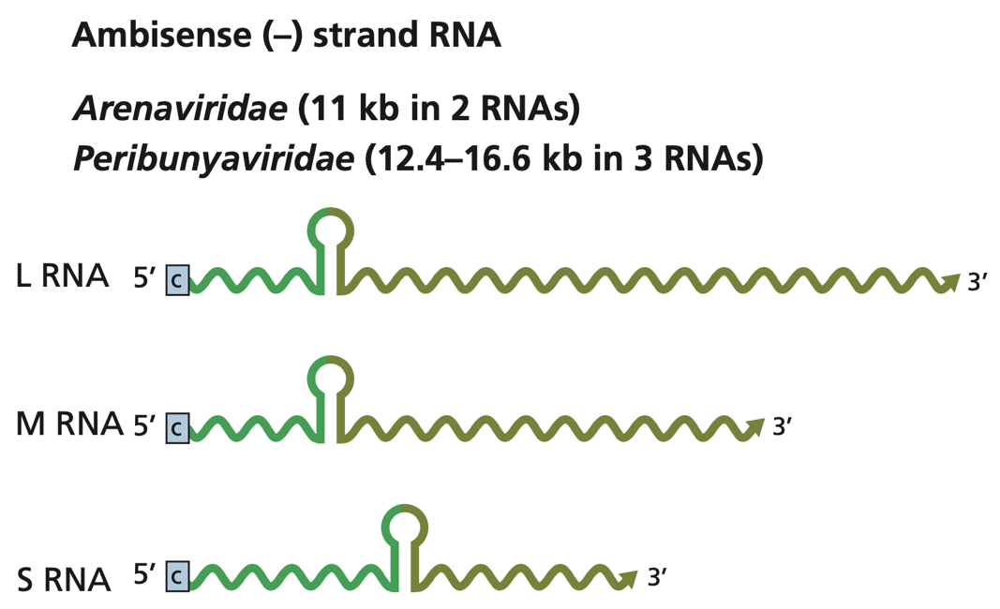 Ambisense (–) strand RNA
Arenaviridae (11 kb in 2 RNAs)
Peribunyaviridae (12.4–16.6 kb in 3 RNAs)
L RNA 5′ c 3′
M RNA 5′ c 3′
S RNA 5′ c 3′